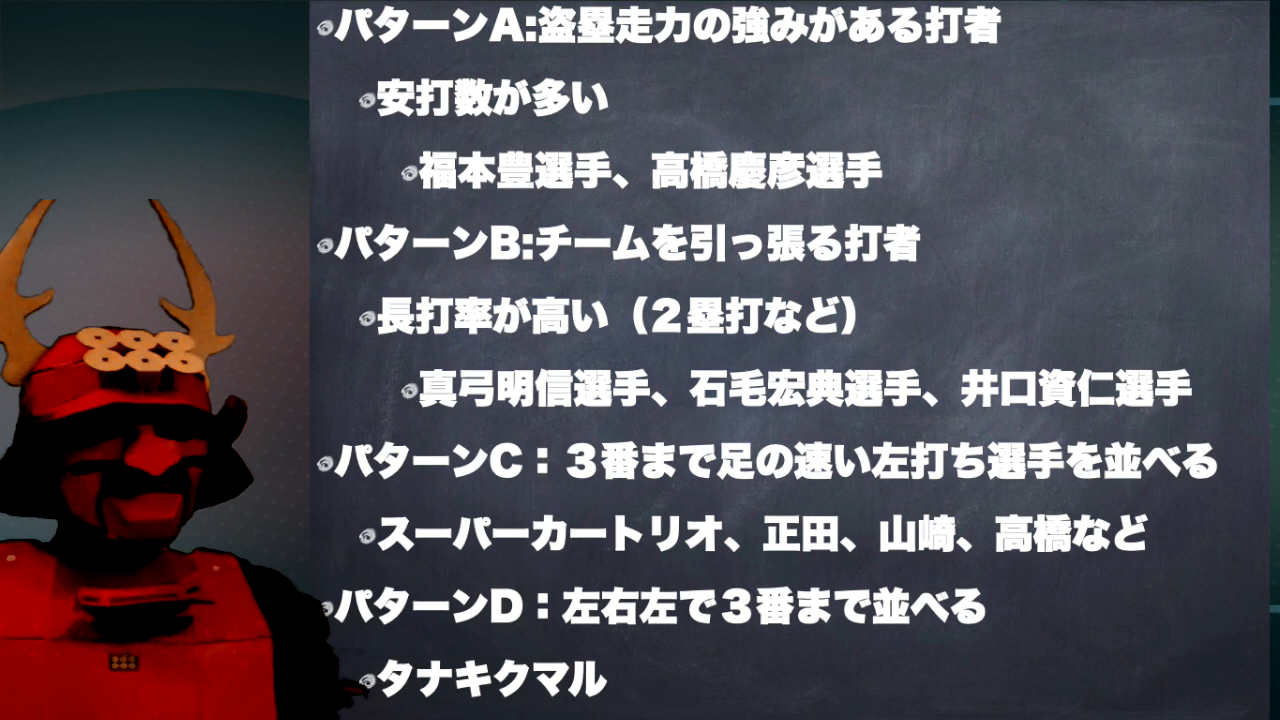 パターンA:盗塁走力の強みがある打者
安打数が多い
福本豊選手、高橋慶彦選手
パターンB:チームを引っ張る打者
長打率が高い（２塁打など）
真弓明信選手、石毛宏典選手、井口資仁選手
パターンC：３番まで足の速い左打ち選手を並べる
スーパーカートリオ、正田、山崎、高橋など
パターンD：左右左で３番まで並べる
タナキクマル